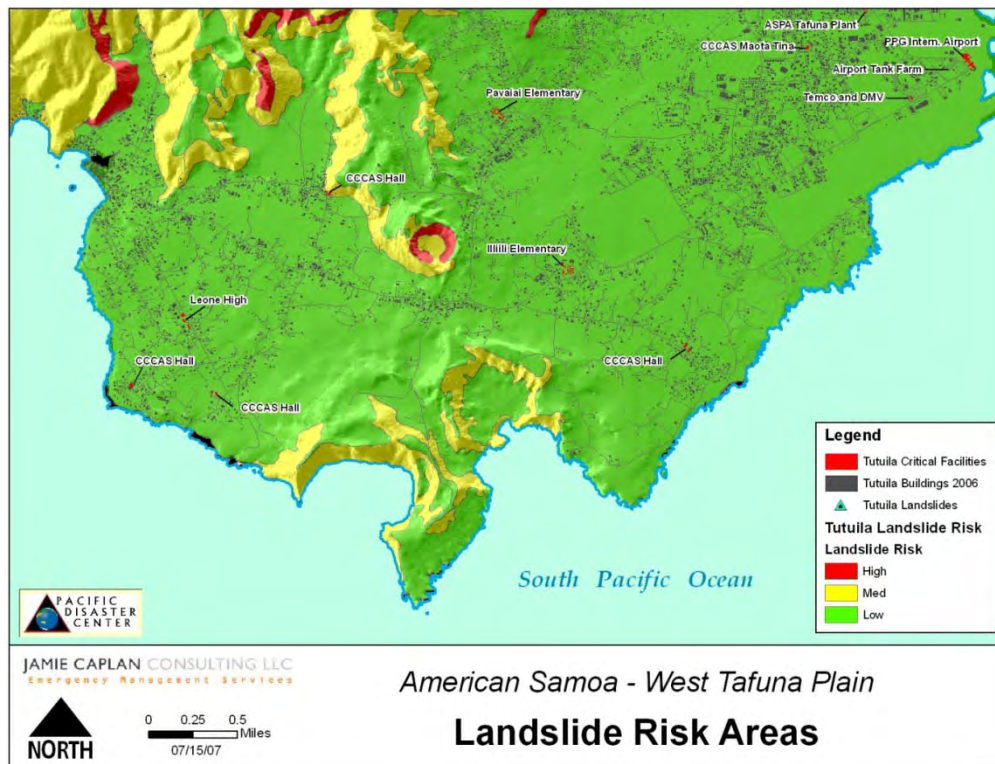 ASPA Tafuna Plant
CCCAS Maota Tina
PPG Intern. Airport
Airport Tank Farm
Pavaiai Elementary
Temco and DMV
CCCAS Hall
Illiili Elementary
Leone High
CCCAS Hall
CCCAS Hall
CCCAS Hall
Legend
Tutuila Critical Facilities
Tutuila Buildings 2006
Tutuila Landslides
Tutuila Landslide Risk
Landslide Risk
High
Med
Low
South Pacific Ocean
PACIFIC
DISASTER
CENTER
JAMIE CAPLAN CONSULTING LLC
Emergency Management Services
NORTH
0 0.25 0.5
Miles
07/15/07
American Samoa - West Tafuna Plain
Landslide Risk Areas